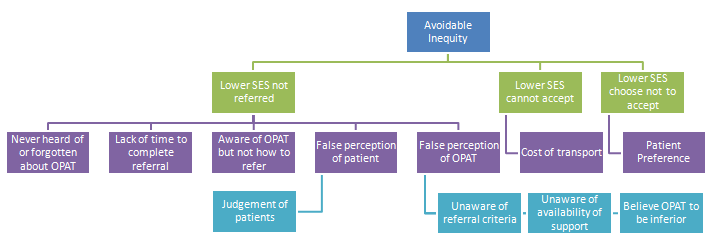 Avoidable
Inequity
Lower SES not
referred
Lower SES
cannot accept
Lower SES
choose not to
accept
Never heard of
or forgotten
about OPAT
Lack of time to
complete
referral
Aware of OPAT
but not how to
refer
False perception
of patient
False perception
of OPAT
Cost of transport
Patient
Preference
Judgement of
patients
Unaware of
referral criteria
Unaware of
availability of
support
Believe OPAT to
be inferior